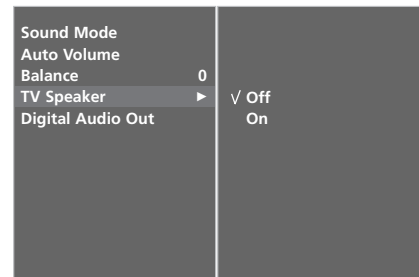 Sound Mode
Auto Volume
Balance 0
TV Speaker ►
Digital Audio Out
√ Off
On